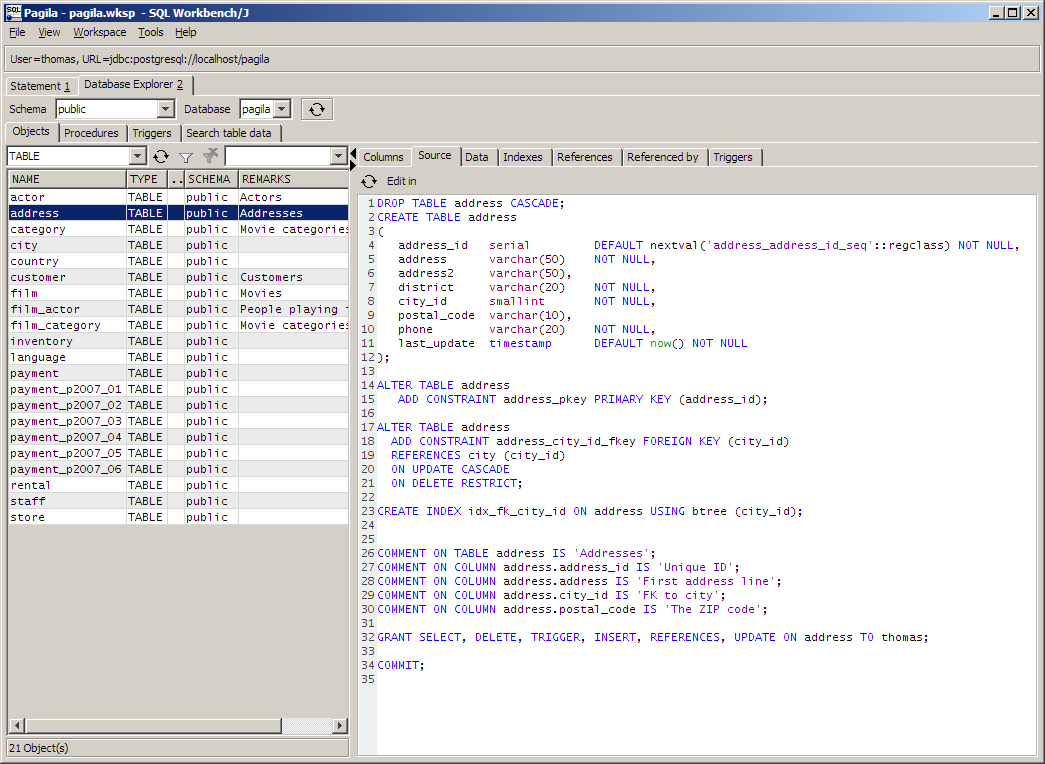 Pagila - pagila.wksp - SQL Workbench/J
File View Workspace Tools Help
User=thomas, URL=jdbc:postgresql://localhost/pagila
Statement 1 Database Explorer 2
Schema public Database pagila
Objects Procedures Triggers Search table data
TABLE
NAME TYPE .. SCHEMA REMARKS
actor TABLE public Actors
address TABLE public Addresses
category TABLE public Movie categories
city TABLE public
country TABLE public
customer TABLE public Customers
film TABLE public Movies
film_actor TABLE public People playing
film_category TABLE public Movie categories
inventory TABLE public
language TABLE public
payment TABLE public
payment_p2007_01 TABLE public
payment_p2007_02 TABLE public
payment_p2007_03 TABLE public
payment_p2007_04 TABLE public
payment_p2007_05 TABLE public
payment_p2007_06 TABLE public
rental TABLE public
staff TABLE public
store TABLE public
21 Object(s)
Columns Source Data Indexes References Referenced by Triggers
Edit in
1 DROP TABLE address CASCADE;
2 CREATE TABLE address
3 (
4 address_id serial DEFAULT nextval('address_address_id_seq'::regclass) NOT NULL,
5 address varchar(50) NOT NULL,
6 address2 varchar(50),
7 district varchar(20) NOT NULL,
8 city_id smallint NOT NULL,
9 postal_code varchar(10),
10 phone varchar(20) NOT NULL,
11 last_update timestamp DEFAULT now() NOT NULL
12 );
13
14 ALTER TABLE address
15 ADD CONSTRAINT address_pkey PRIMARY KEY (address_id);
16
17 ALTER TABLE address
18 ADD CONSTRAINT address_city_id_fkey FOREIGN KEY (city_id)
19 REFERENCES city (city_id)
20 ON UPDATE CASCADE
21 ON DELETE RESTRICT;
22
23 CREATE INDEX idx_fk_city_id ON address USING btree (city_id);
24
25
26 COMMENT ON TABLE address IS 'Addresses';
27 COMMENT ON COLUMN address.address_id IS 'Unique ID';
28 COMMENT ON COLUMN address.address IS 'First address line';
29 COMMENT ON COLUMN address.city_id IS 'FK to city';
30 COMMENT ON COLUMN address.postal_code IS 'The ZIP code';
31
32 GRANT SELECT, DELETE, TRIGGER, INSERT, REFERENCES, UPDATE ON address TO thomas;
33
34 COMMIT;
35